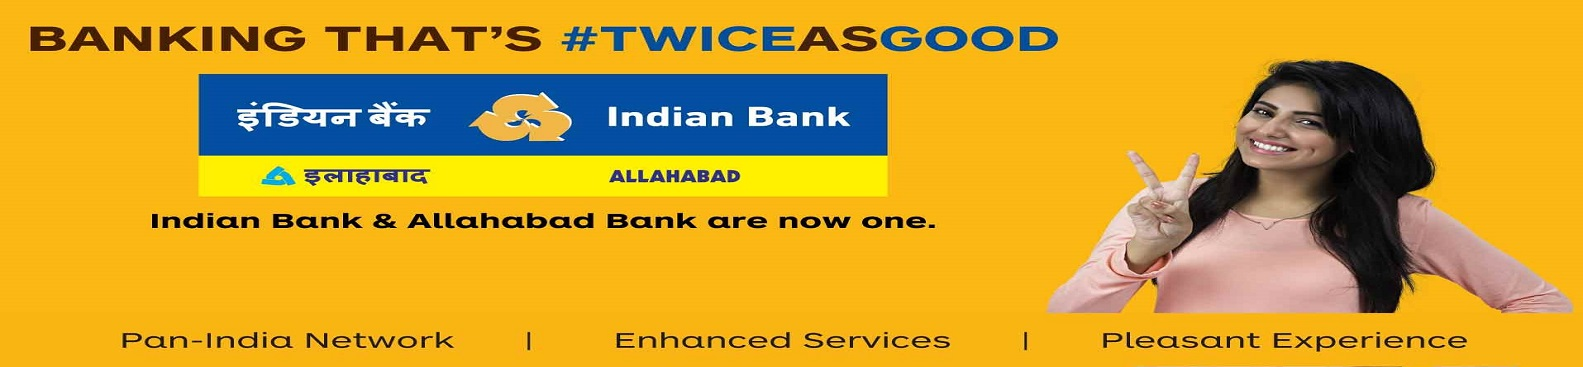 BANKING THAT'S #TWICEASGOOD
इंडियन बैंक Indian Bank
इलाहाबाद ALLAHABAD
Indian Bank & Allahabad Bank are now one.
Pan-India Network | Enhanced Services | Pleasant Experience